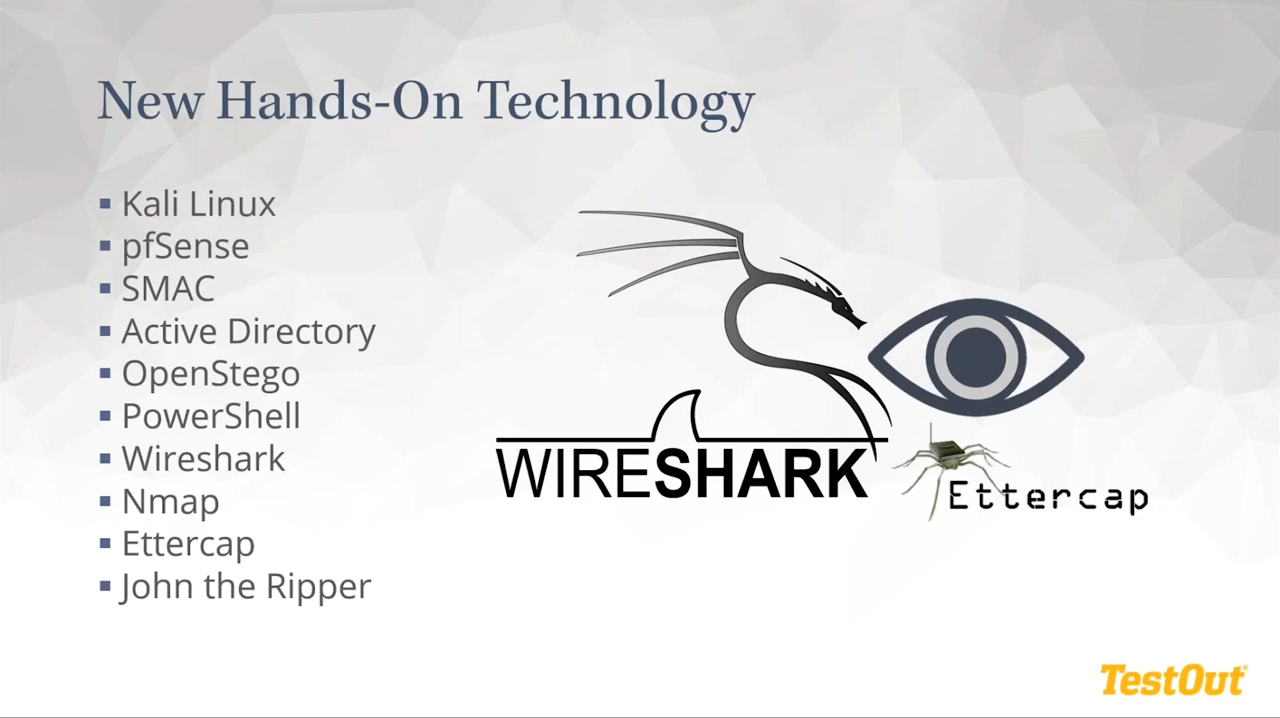 New Hands-On Technology
Kali Linux
pfSense
SMAC
Active Directory
OpenStego
PowerShell
Wireshark
Nmap
Ettercap
John the Ripper
WIRESHARK
Ettercap
TestOut